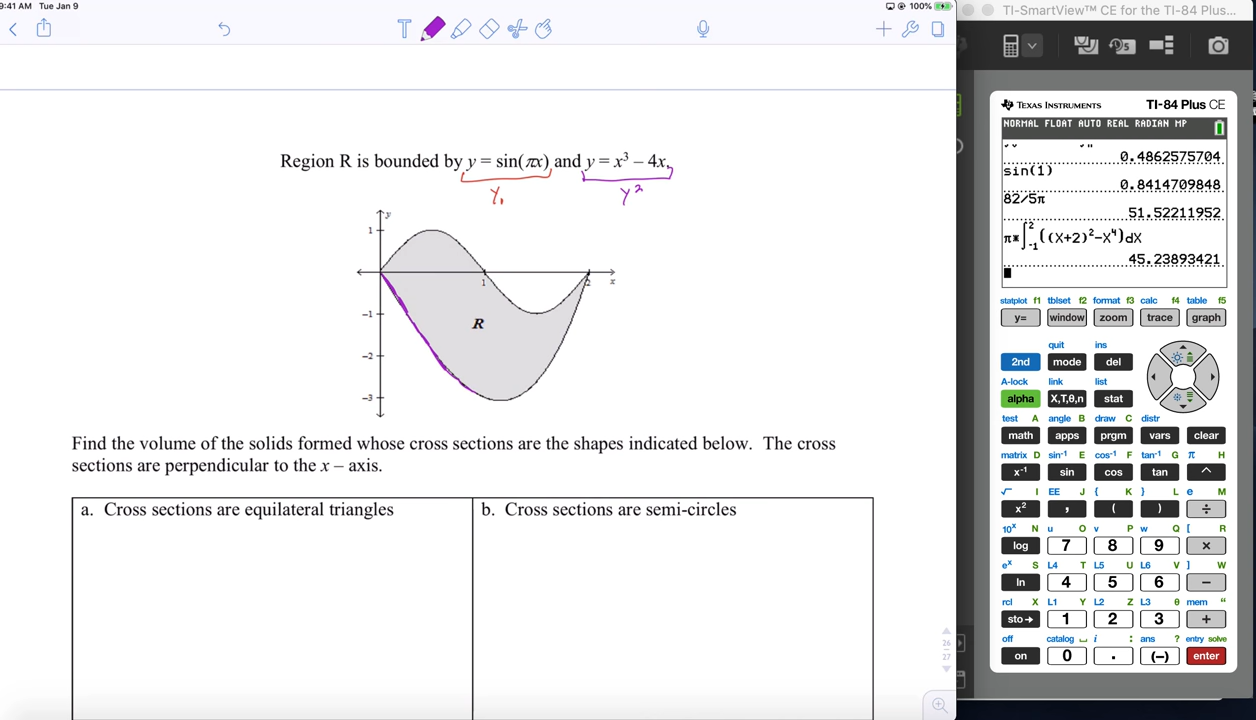 9:41 AM Tue Jan 9
100%
TI-SmartView™ CE for the TI-84 Plus...
Region R is bounded by y = sin(πx) and y = x³ – 4x.
y₁
y²
y
1
1
2
x
–1
R
–2
–3
Find the volume of the solids formed whose cross sections are the shapes indicated below. The cross
sections are perpendicular to the x – axis.
a. Cross sections are equilateral triangles
b. Cross sections are semi-circles
26
27
TEXAS INSTRUMENTS TI-84 Plus CE
NORMAL FLOAT AUTO REAL RADIAN MP
0.4862575704
sin(1)
0.8414709848
82/5π
51.52211952
π*∫₋₁²((X+2)²-X⁴)dX
45.23893421
statplot f1 tblset f2 format f3 calc f4 table f5
y= window zoom trace graph
quit ins
2nd mode del
A-lock link list
alpha X,T,θ,n stat
test A angle B draw C distr
math apps prgm vars clear
matrix D sin⁻¹ E cos⁻¹ F tan⁻¹ G π H
x⁻¹ sin cos tan ^
√ I EE J { K } L e M
x² , ( ) ÷
10ˣ N u O v P w Q [ R
log 7 8 9 ×
eˣ S L4 T L5 U L6 V ] W
ln 4 5 6 −
rcl X L1 Y L2 Z L3 θ mem "
sto→ 1 2 3 +
off catalog ⎵ i : ans ? entry solve
on 0 . (−) enter